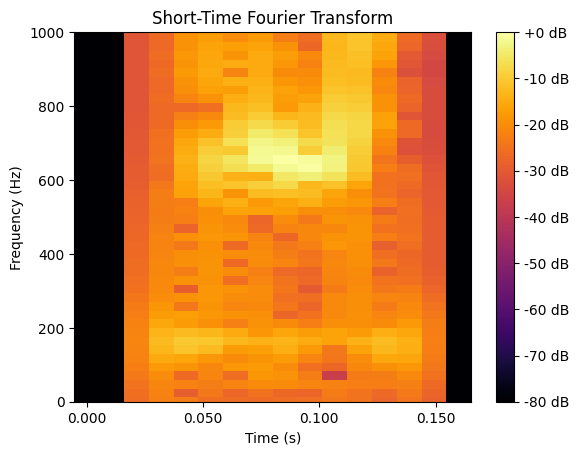 Short-Time Fourier Transform
1000
800
600
400
200
0
Frequency (Hz)
0.000
0.050
0.100
0.150
Time (s)
+0 dB
-10 dB
-20 dB
-30 dB
-40 dB
-50 dB
-60 dB
-70 dB
-80 dB